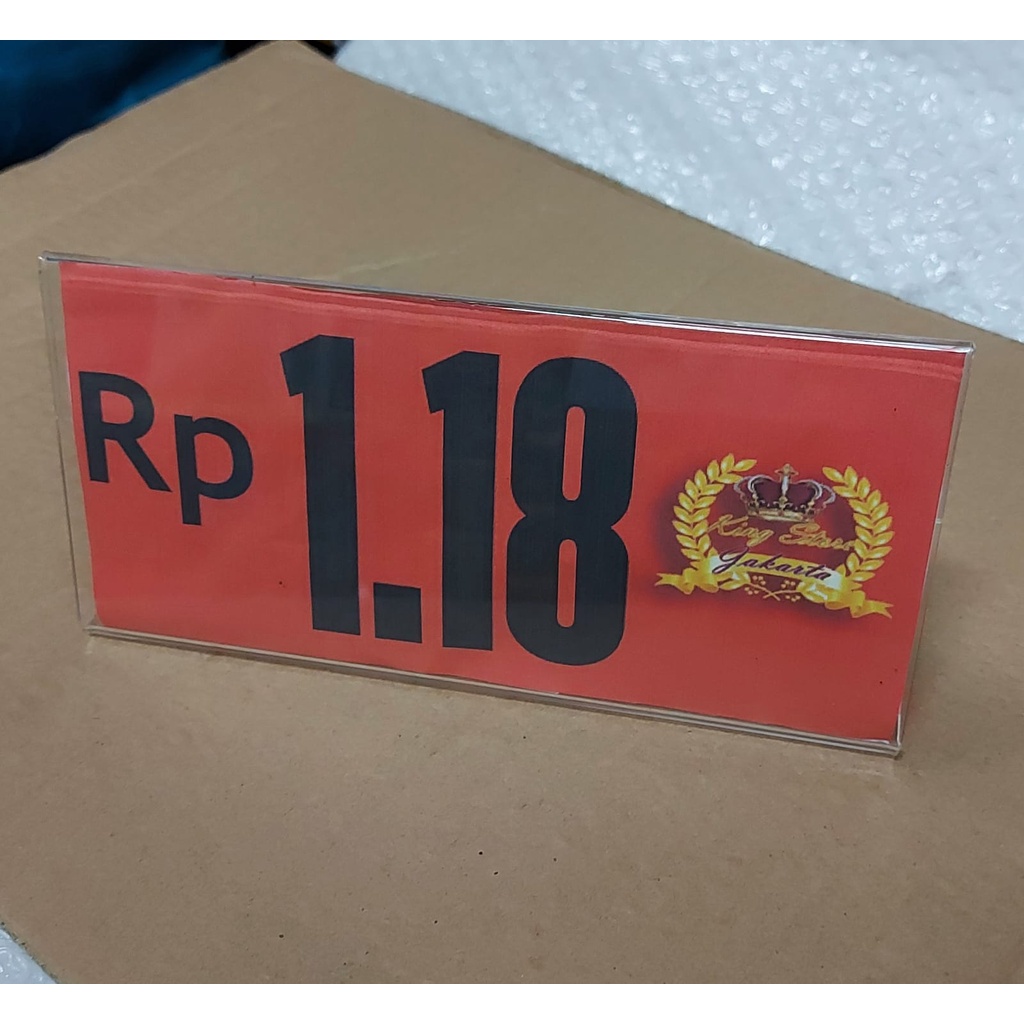 Rp 1.18
King Store
Jakarta